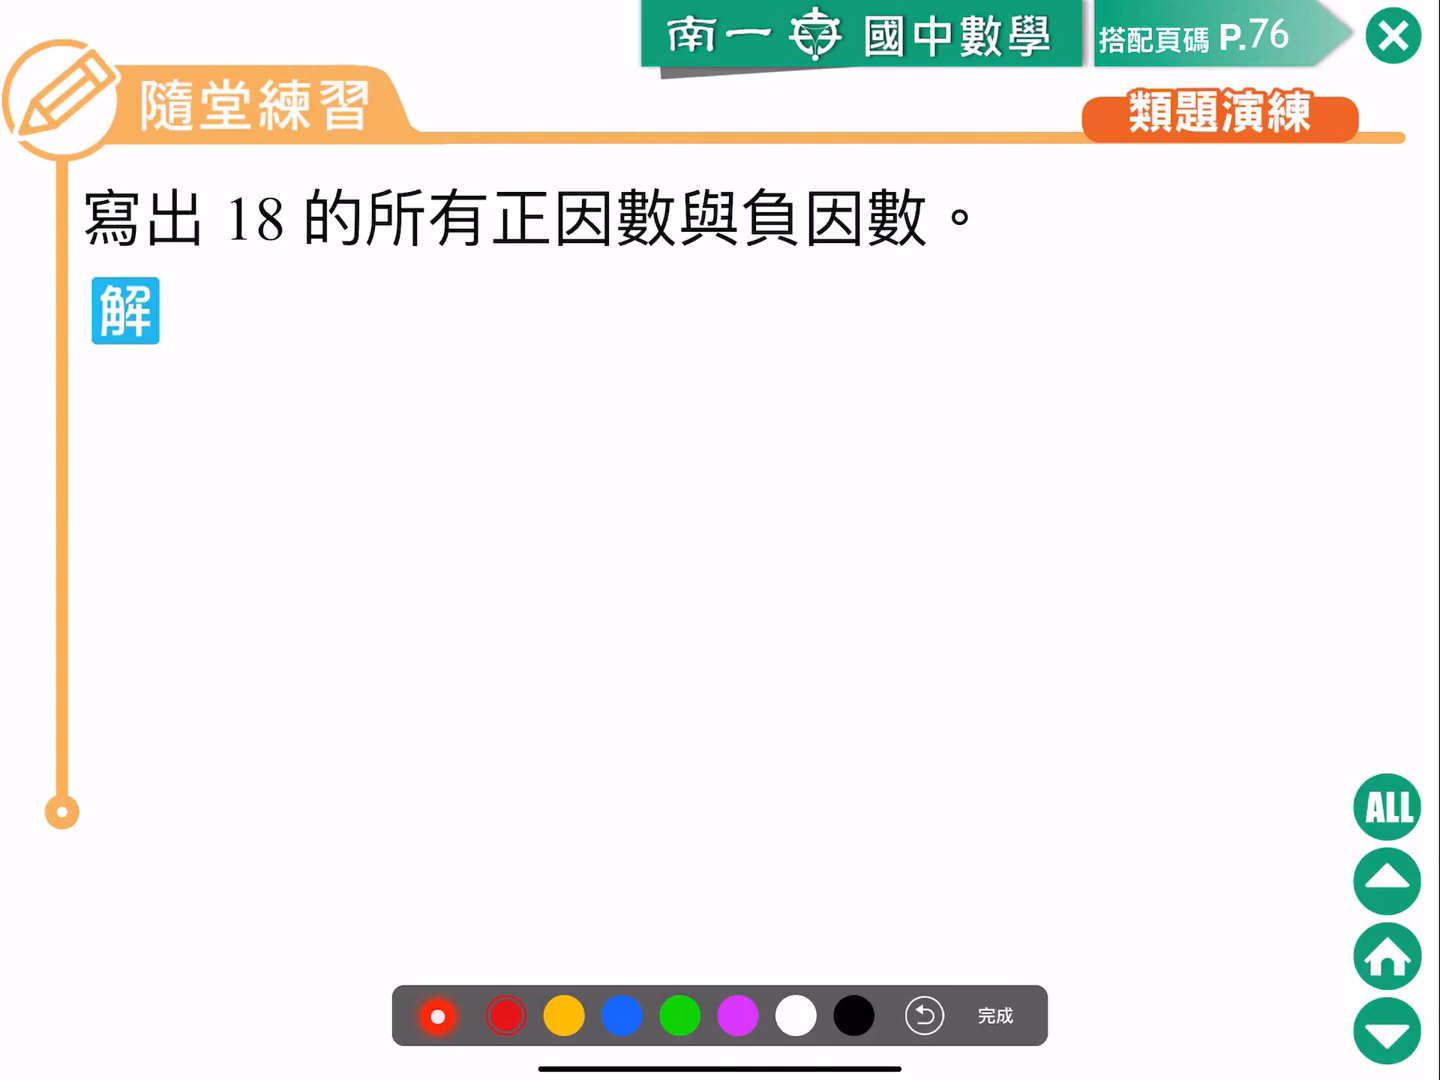 南一 國中數學
搭配頁碼 P.76
隨堂練習
類題演練
寫出 18 的所有正因數與負因數。
解
ALL
完成